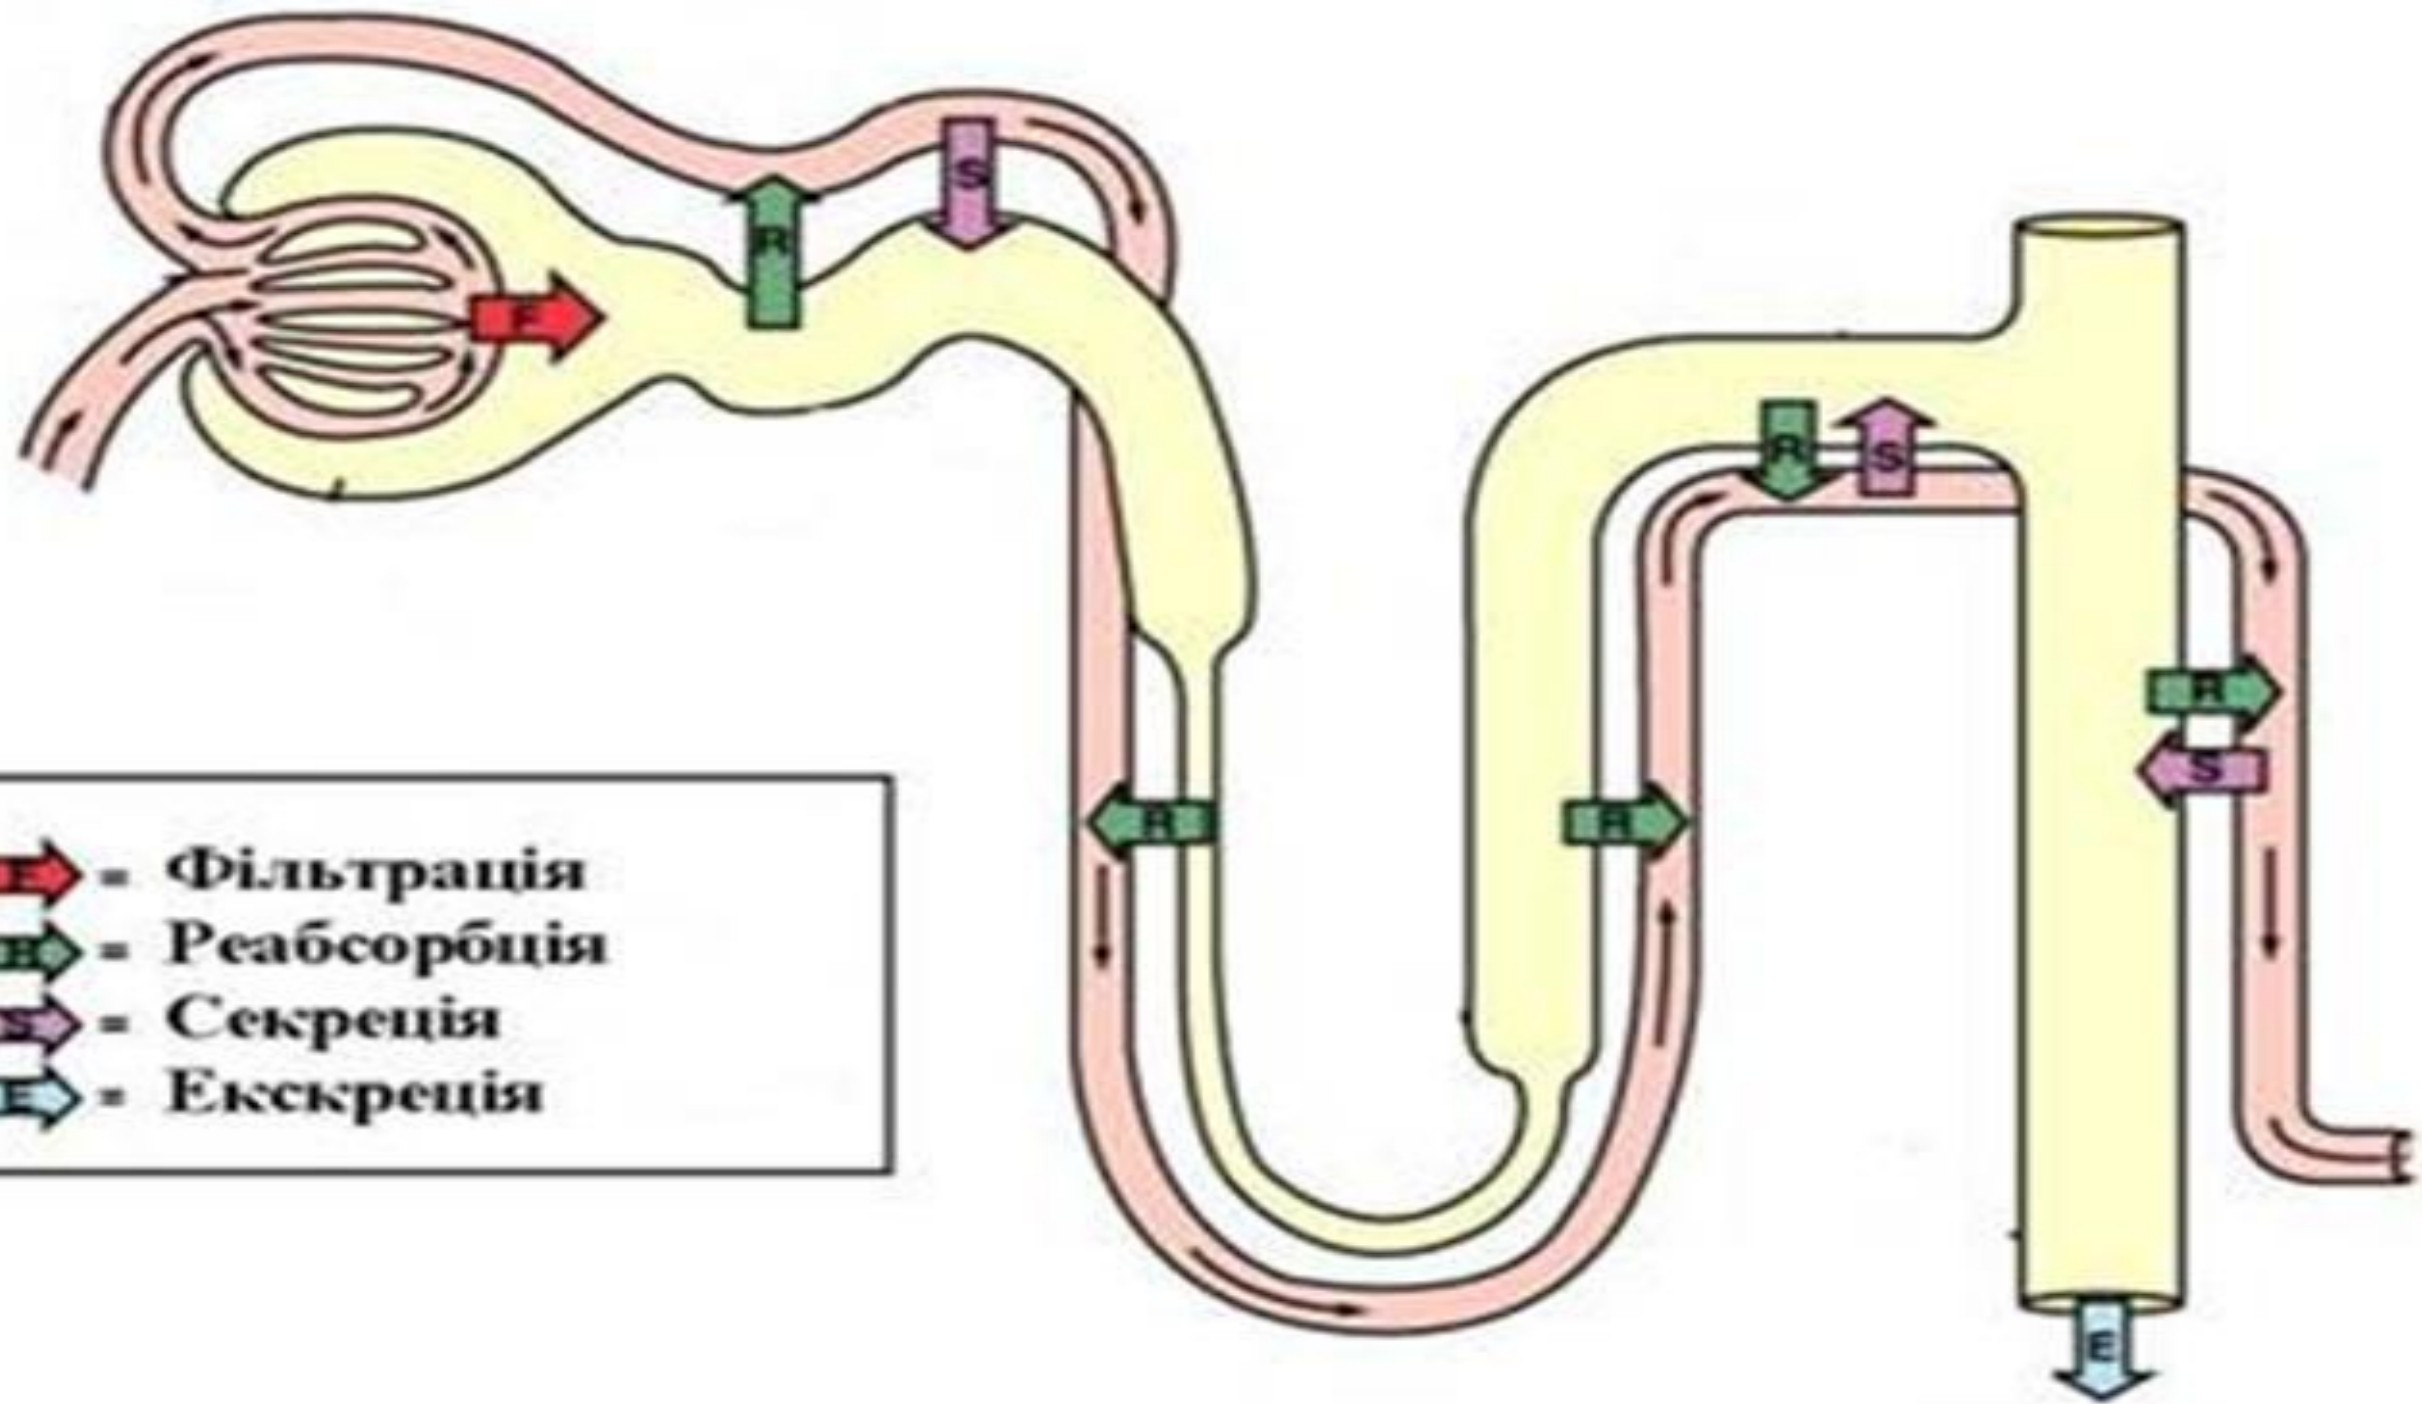 R
S
F
R
S
R
S
R
R
F = Фільтрація
R = Реабсорбція
S = Секреція
E = Екскреція
E